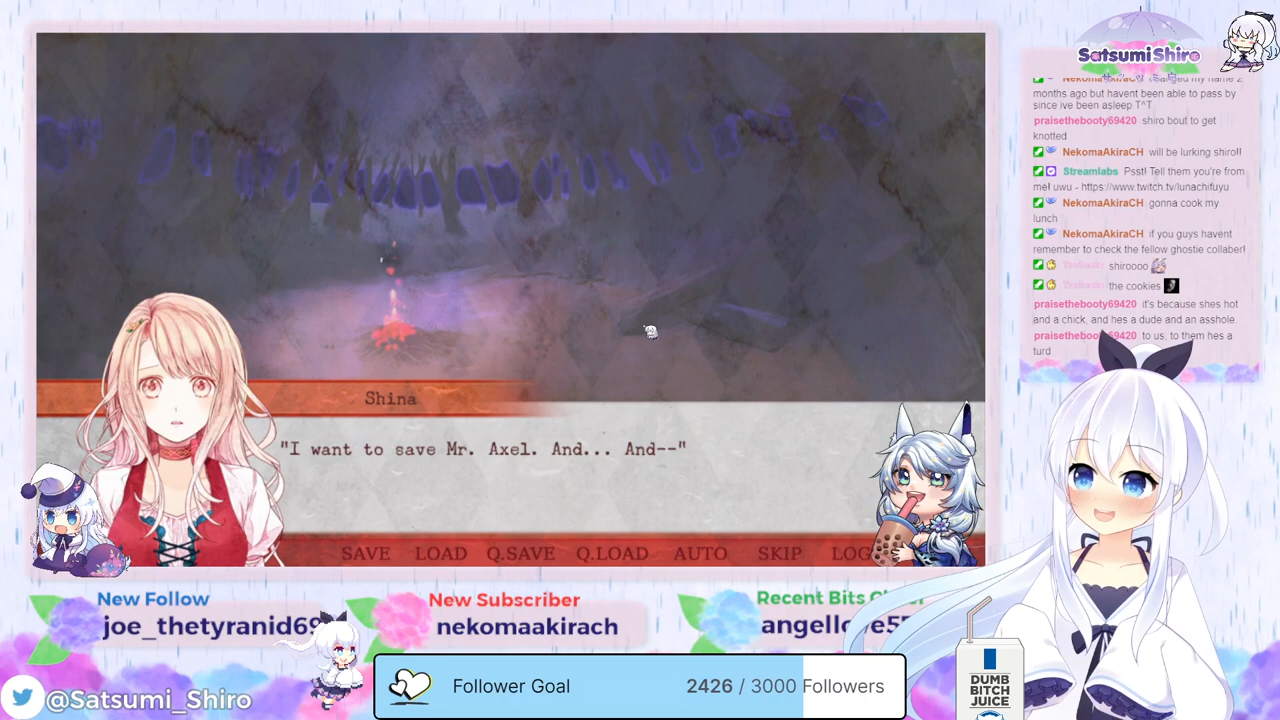 SatsumiShiro
months ago but havent been able to pass by
since ive been asleep T^T
praisethebooty69420 shiro bout to get
knotted
NekomaAkiraCH will be lurking shiro!!
Streamlabs Psst! Tell them you're from
me! uwu - https://www.twitch.tv/lunachifuyu
NekomaAkiraCH gonna cook my
lunch
NekomaAkiraCH if you guys havent
remember to check the fellow ghostie collaber!
shiroooo
the cookies
praisethebooty69420 it's because shes hot
and a chick, and hes a dude and an asshole.
praisethebooty69420 to us, to them hes a
turd
Shina
"I want to save Mr. Axel. And... And--"
SAVE LOAD Q.SAVE Q.LOAD AUTO SKIP LOG
New Follow
joe_thetyranid69
New Subscriber
nekomaakirach
Recent Bits
Follower Goal 2426 / 3000 Followers
@Satsumi_Shiro
DUMB
BITCH
JUICE